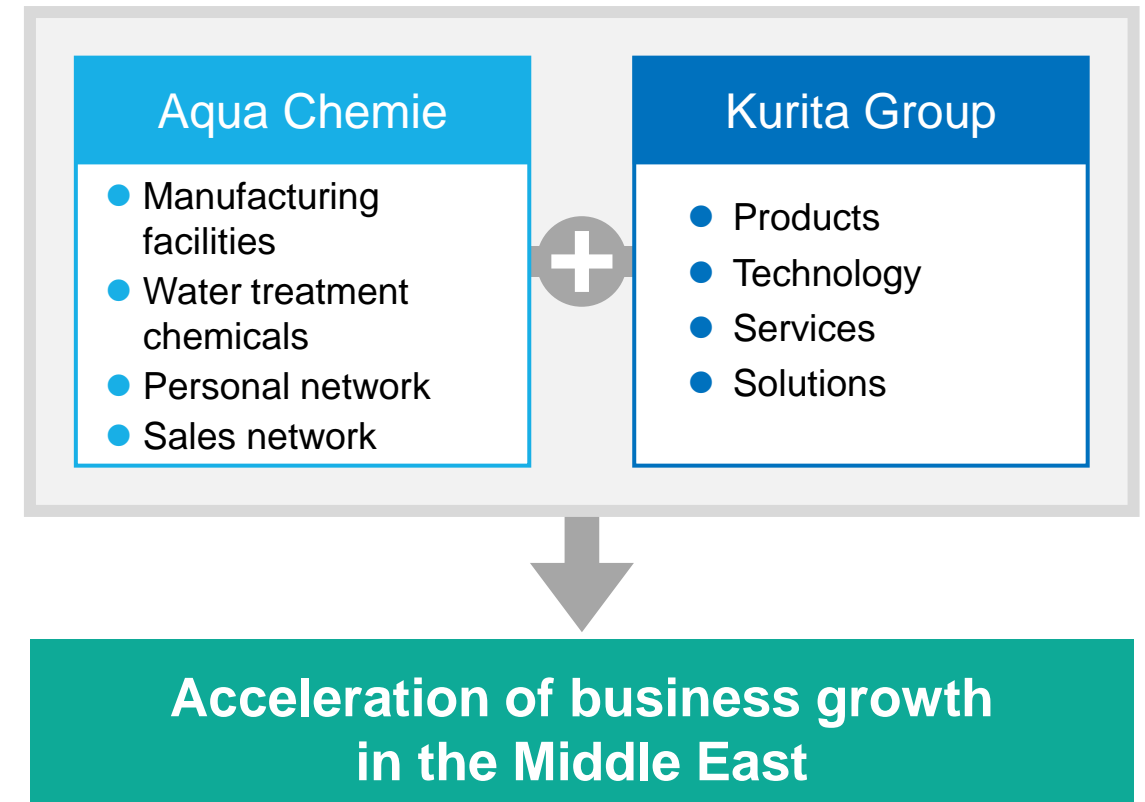 Aqua Chemie
Manufacturing
facilities
Water treatment
chemicals
Personal network
Sales network
Kurita Group
Products
Technology
Services
Solutions
Acceleration of business growth
in the Middle East